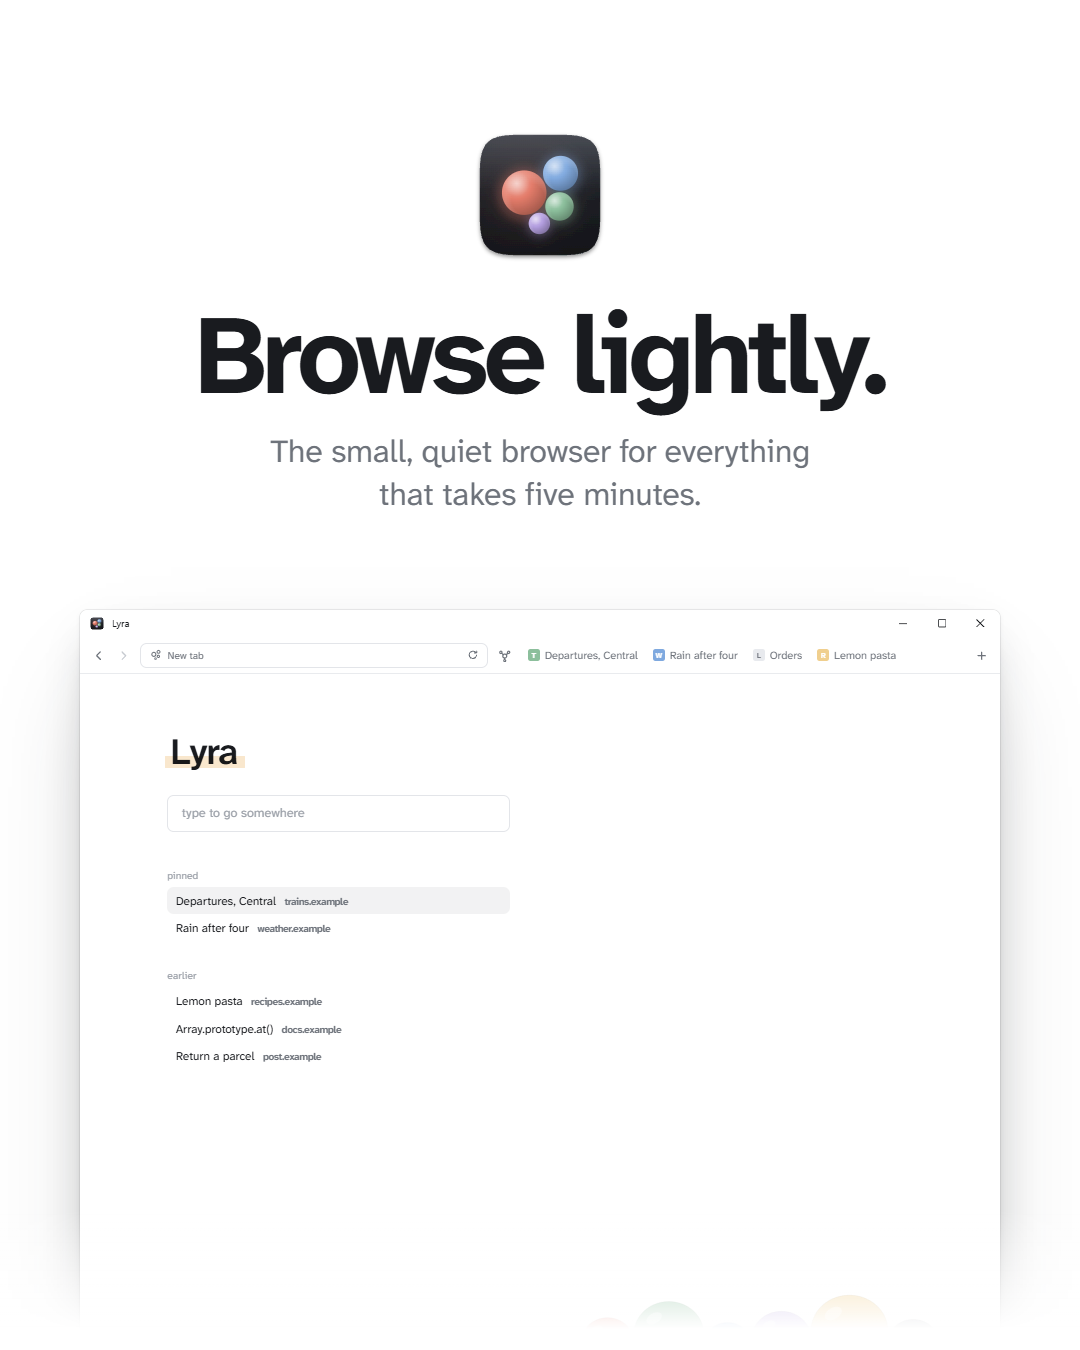 Browse lightly.
The small, quiet browser for everything
that takes five minutes.
Lyra
New tab
T Departures, Central
W Rain after four
L Orders
R Lemon pasta
Lyra
type to go somewhere
pinned
Departures, Central trains.example
Rain after four weather.example
earlier
Lemon pasta recipes.example
Array.prototype.at() docs.example
Return a parcel post.example